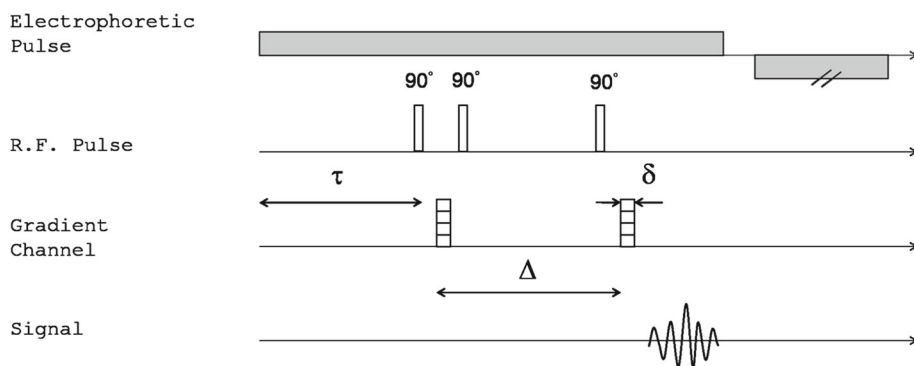 Electrophoretic
Pulse
90° 90° 90°
R.F. Pulse
τ δ
Gradient
Channel
Δ
Signal